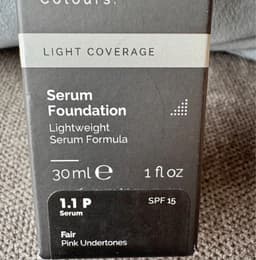 Colours.
LIGHT COVERAGE
Serum
Foundation
Lightweight
Serum Formula
30 ml ℮ 1 fl oz
1.1 P SPF 15
Serum
Fair
Pink Undertones